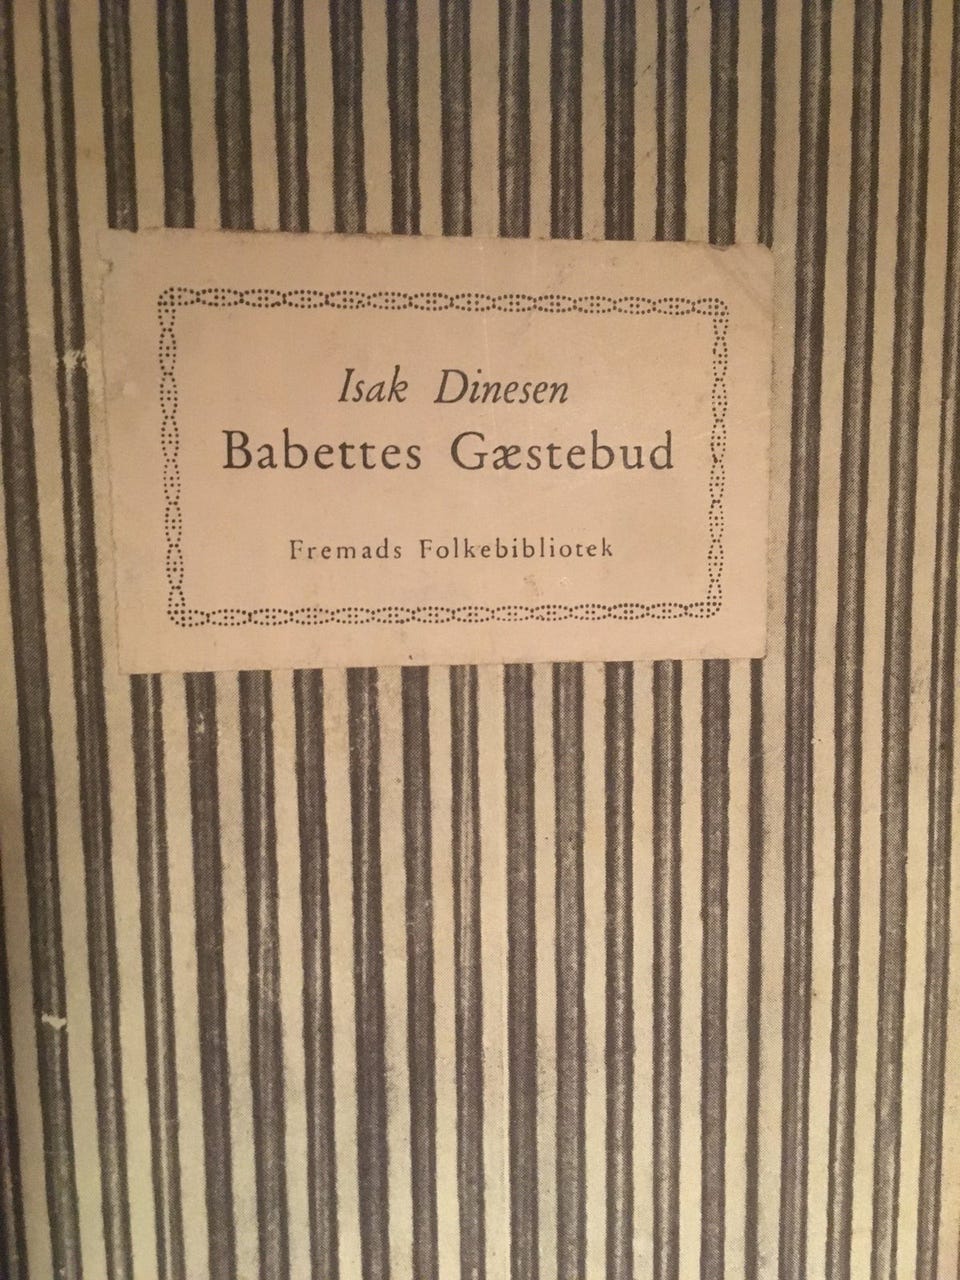 Isak Dinesen
Babettes Gæstebud
Fremads Folkebibliotek